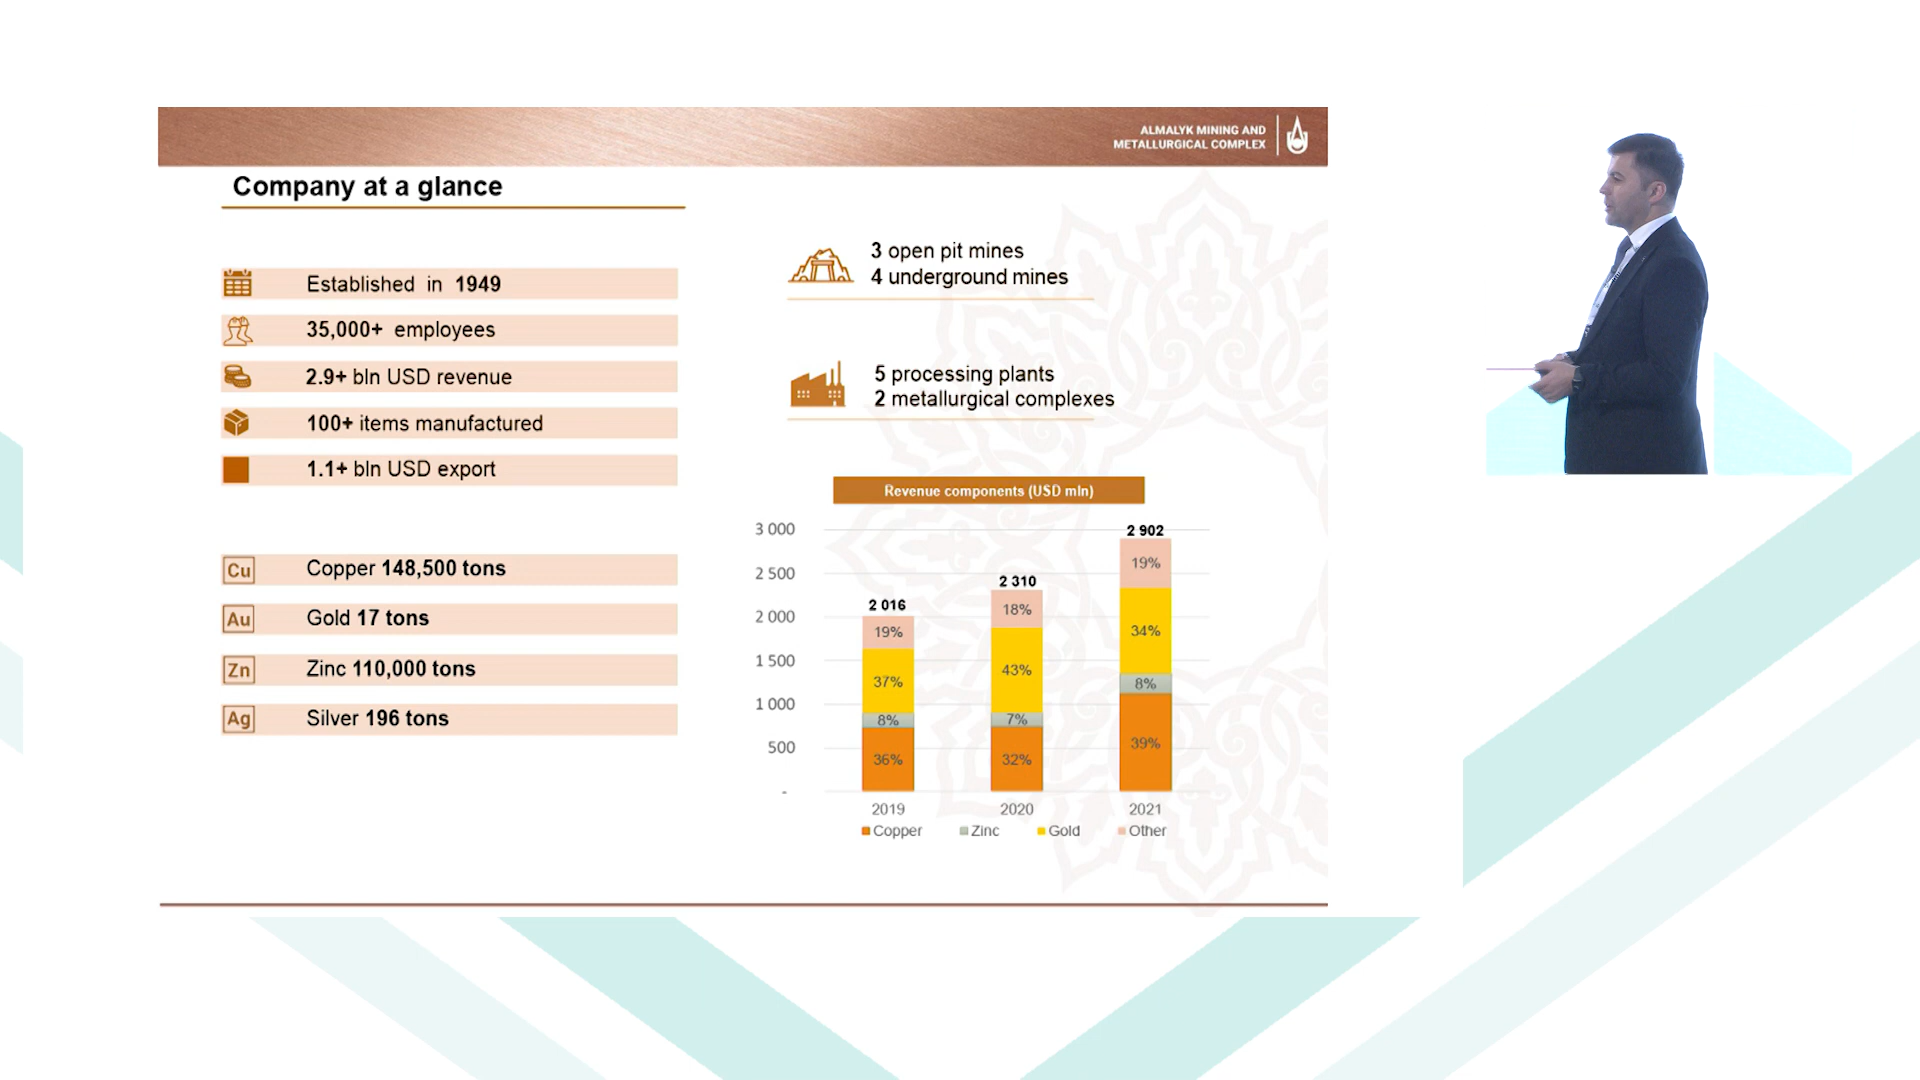 ALMALYK MINING AND
METALLURGICAL COMPLEX
Company at a glance
Established in 1949
35,000+ employees
2.9+ bln USD revenue
100+ items manufactured
1.1+ bln USD export
Cu Copper 148,500 tons
Au Gold 17 tons
Zn Zinc 110,000 tons
Ag Silver 196 tons
3 open pit mines
4 underground mines
5 processing plants
2 metallurgical complexes
Revenue components (USD mln)
3 000
2 500
2 000
1 500
1 000
500
-
2 016
19%
37%
8%
36%
2 310
18%
43%
7%
32%
2 902
19%
34%
8%
39%
2019 2020 2021
Copper Zinc Gold Other